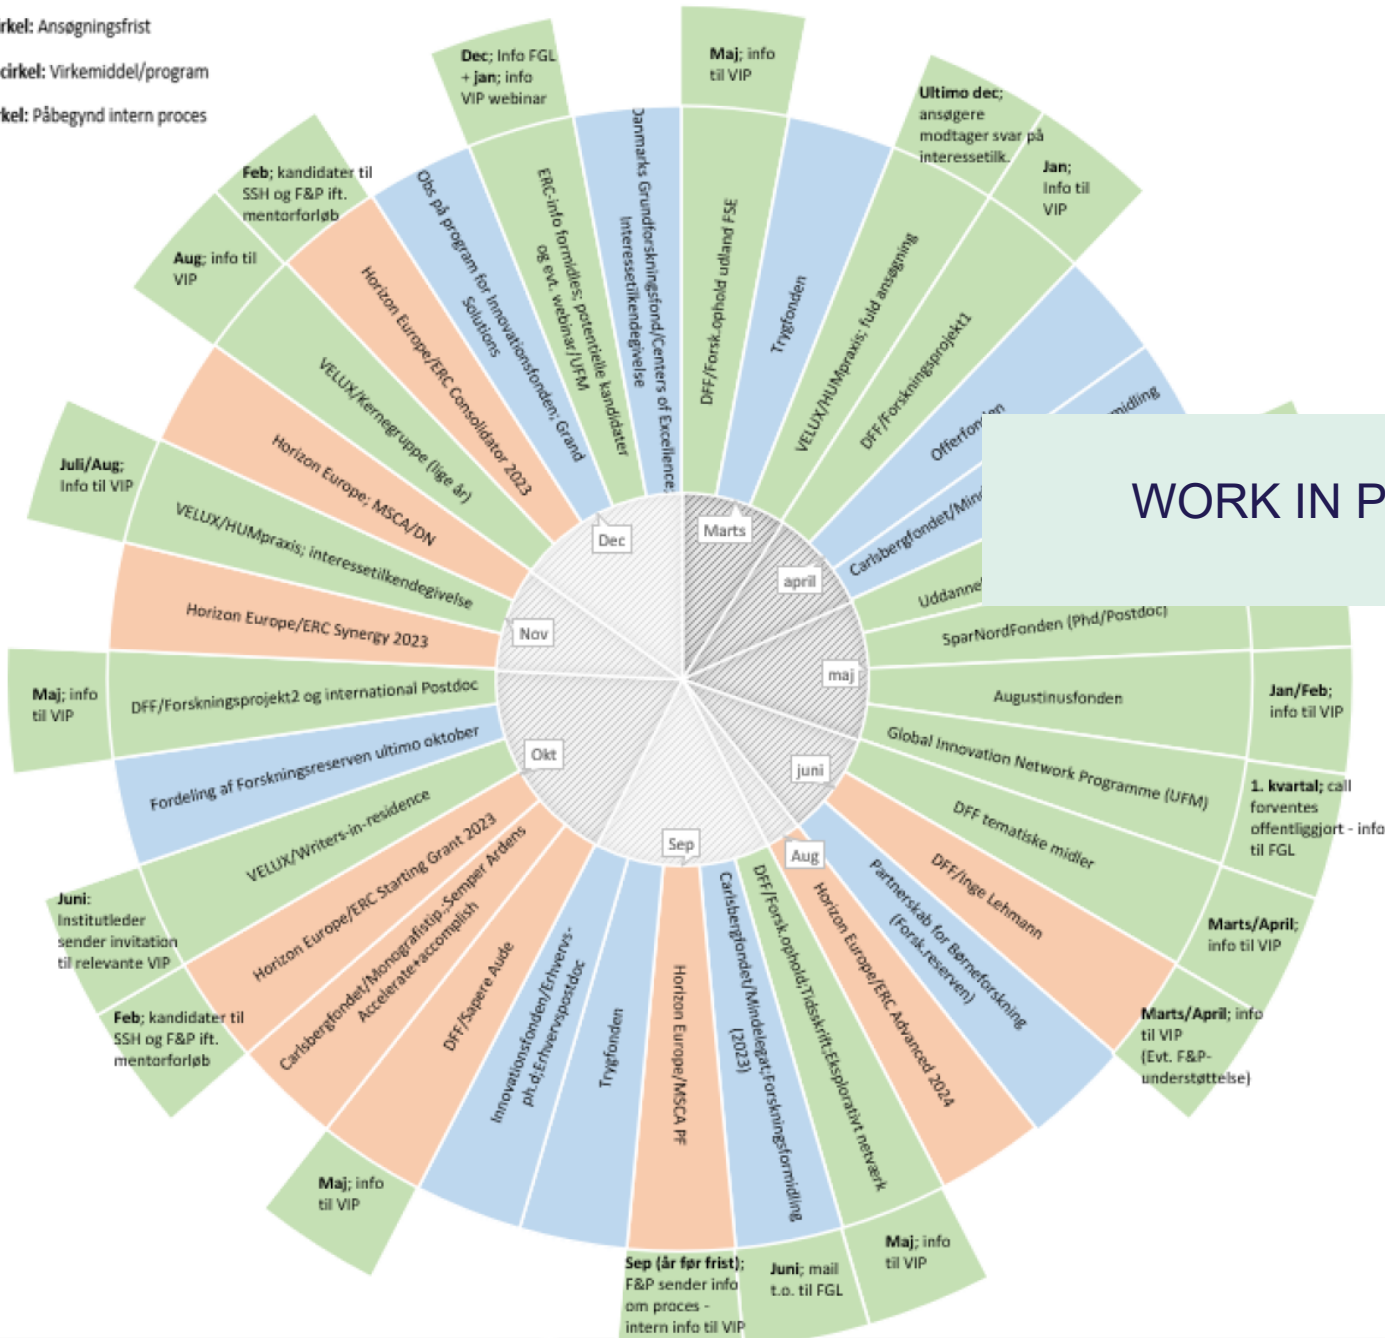 irkel: Ansøgningsfrist
cirkel: Virkemiddel/program
kel: Påbegynd intern proces
Maj; info
til VIP
DFF/Forsk.ophold udland FSE
Trygfonden
Ultimo dec;
ansøgere
modtager svar på
interessetilk.
VELUX/HUMpraxis; fuld ansøgning
Jan;
Info til
VIP
DFF/Forskningsprojekt1
Offerfonden
Carlsbergfondet/Min
midling
WORK IN P
Uddanne
SparNordFonden (Phd/Postdoc)
Augustinusfonden
Jan/Feb;
info til VIP
Global Innovation Network Programme (UFM)
1. kvartal; call
forventes
offentliggjort - info
til FGL
DFF tematiske midler
Marts/April;
info til VIP
DFF/Inge Lehmann
Marts/April; info
til VIP
(Evt. F&P-
understøttelse)
Partnerskab for Børneforskning
(Forsk.reserven)
Horizon Europe/ERC Advanced 2024
DFF/Forsk.ophold;Tidsskrift;Eksplorativt netværk
Maj; info
til VIP
Carlsbergfondet/Mindelegat;Forskningsformidling
(2023)
Juni; mail
t.o. til FGL
Horizon Europe/MSCA PF
Sep (år før frist);
F&P sender info
om proces -
intern info til VIP
Trygfonden
Innovationsfonden/Erhvervs-
ph.d;Erhvervspostdoc
DFF/Sapere Aude
Maj; info
til VIP
Carlsbergfondet/Monografistip.;Semper Ardens
Accelerate+accomplish
Horizon Europe/ERC Starting Grant 2023
Feb; kandidater til
SSH og F&P ift.
mentorforløb
VELUX/Writers-in-residence
Juni:
Institutleder
sender invitation
til relevante VIP
Fordeling af Forskningsreserven ultimo oktober
DFF/Forskningsprojekt2 og international Postdoc
Maj; info
til VIP
Horizon Europe/ERC Synergy 2023
VELUX/HUMpraxis; interessetilkendegivelse
Juli/Aug;
Info til VIP
Horizon Europe; MSCA/DN
VELUX/Kernegruppe (lige år)
Aug; info til
VIP
Horizon Europe/ERC Consolidator 2023
Feb; kandidater til
SSH og F&P ift.
mentorforløb
Obs på program for Innovationsfonden; Grand
Solutions
ERC-info formidles; potentielle kandidater
og evt. webinar/UFM
Dec; Info FGL
+ jan; info
VIP webinar
Danmarks Grundforskningsfond/Centers of Excellence;
Interessetilkendegivelse
Marts
april
maj
juni
Aug
Sep
Okt
Nov
Dec